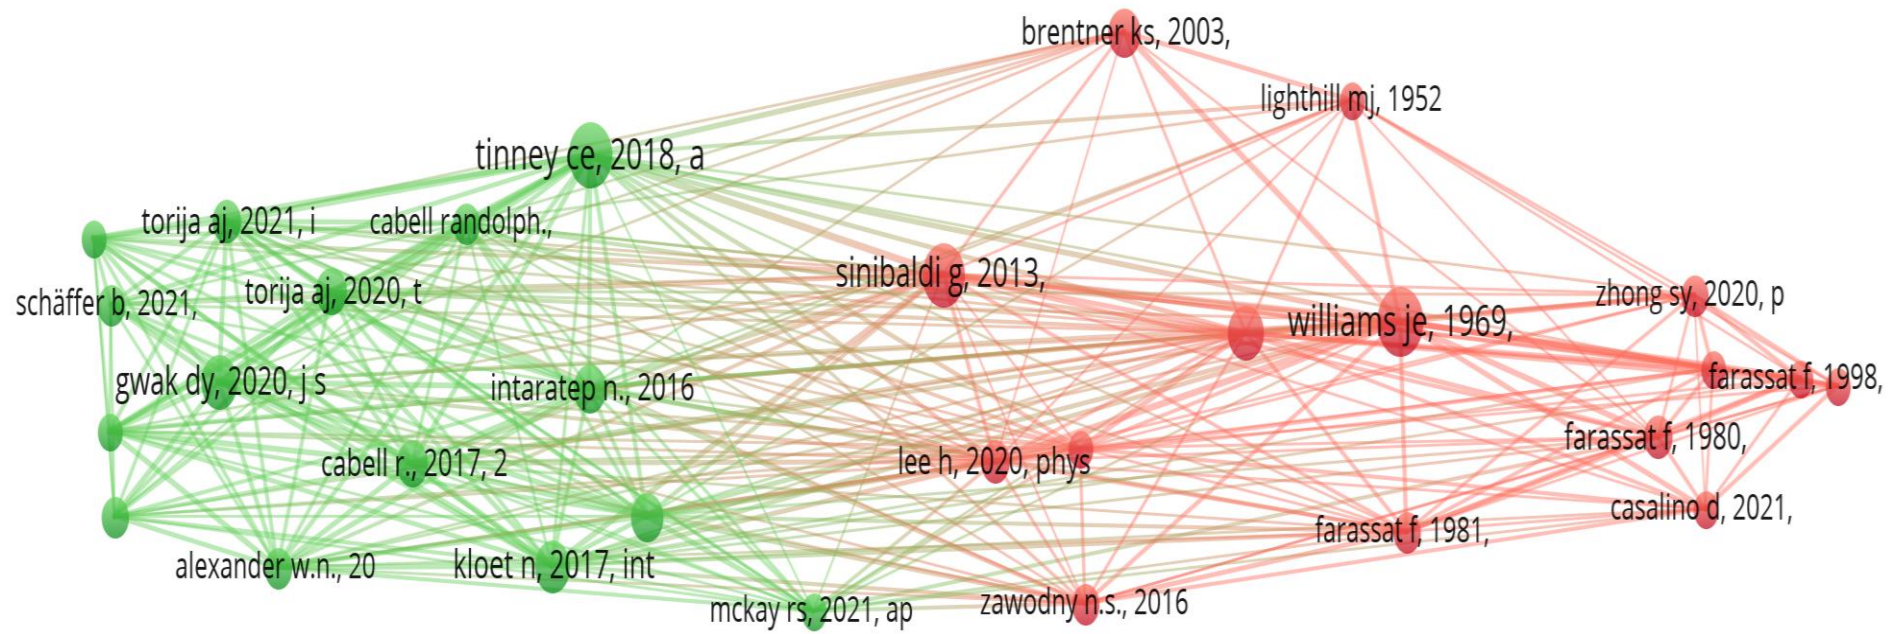 brentner ks, 2003,
lighthill mj, 1952
tinney ce, 2018, a
torija aj, 2021, i
cabell randolph.,
sinibaldi g, 2013,
schäffer b, 2021,
torija aj, 2020, t
zhong sy, 2020, p
williams je, 1969,
gwak dy, 2020, j s
intaratep n., 2016
farassat f, 1998,
farassat f, 1980,
cabell r., 2017, 2
lee h, 2020, phys
casalino d, 2021,
farassat f, 1981,
alexander w.n., 20
kloet n, 2017, int
mckay rs, 2021, ap
zawodny n.s., 2016